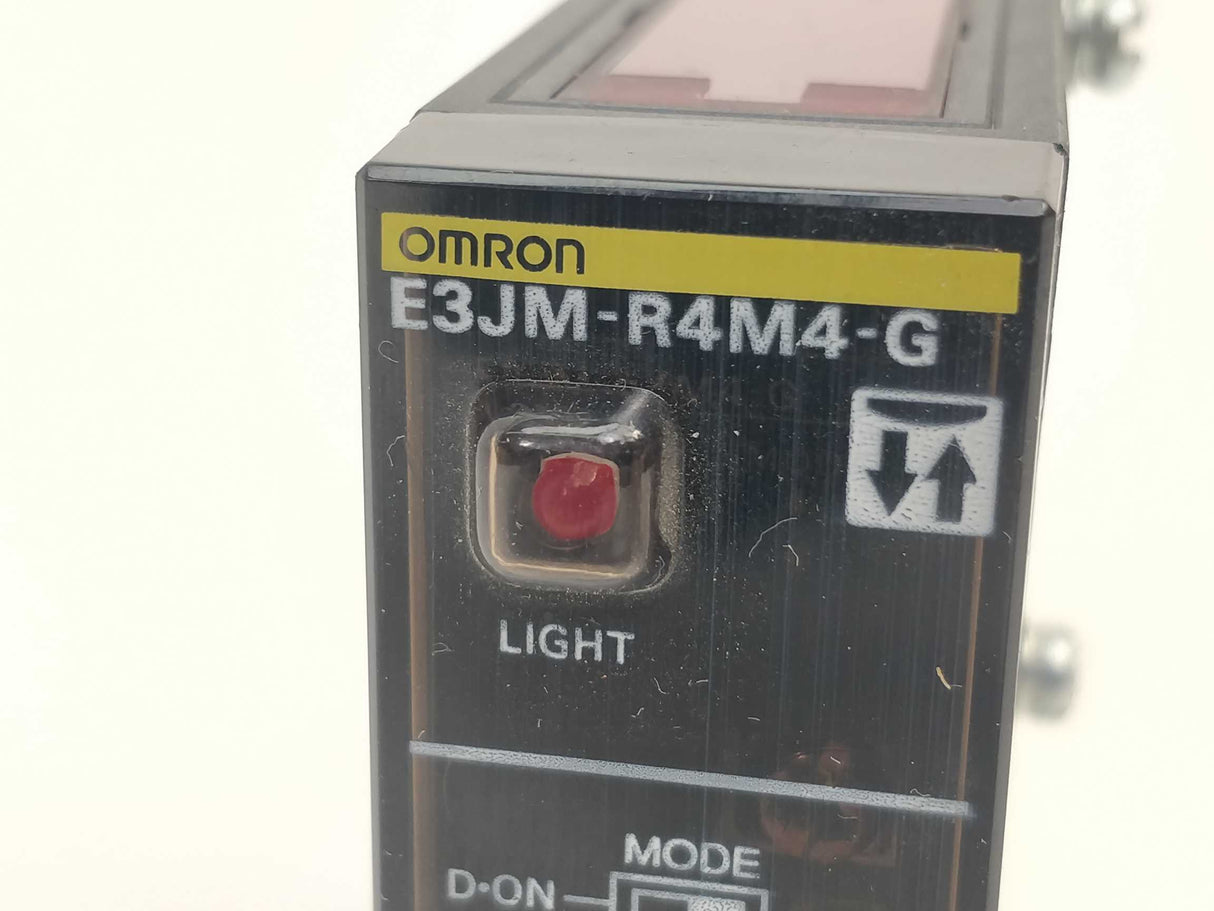 OMRON
E3JM-R4M4-G
LIGHT
MODE
D•ON